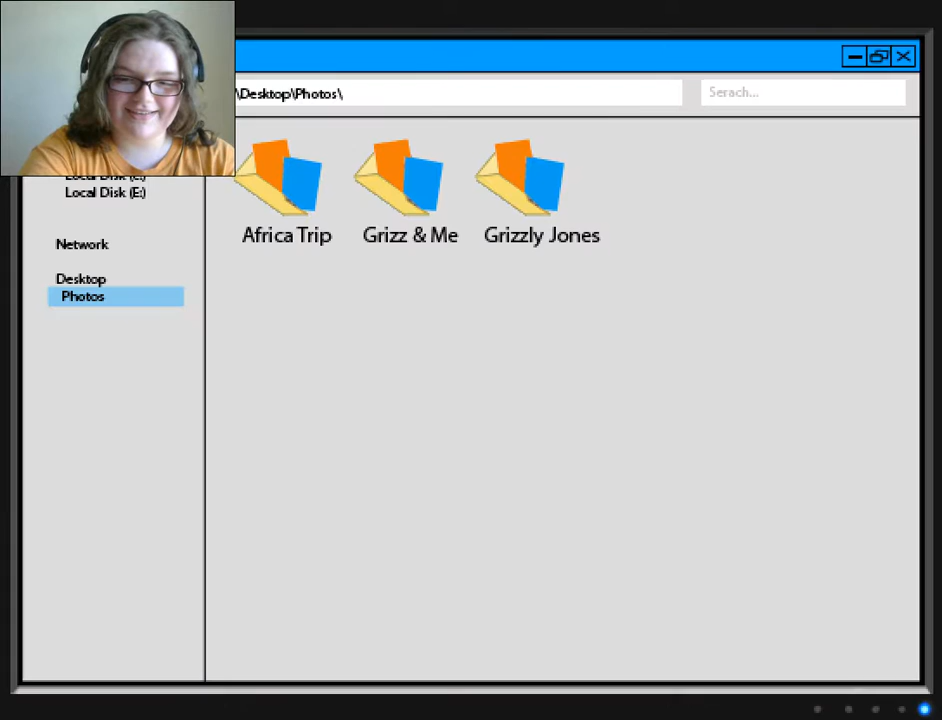 \Desktop\Photos\
Serach...
Local Disk (E:)
Network
Desktop
Photos
Africa Trip
Grizz & Me
Grizzly Jones